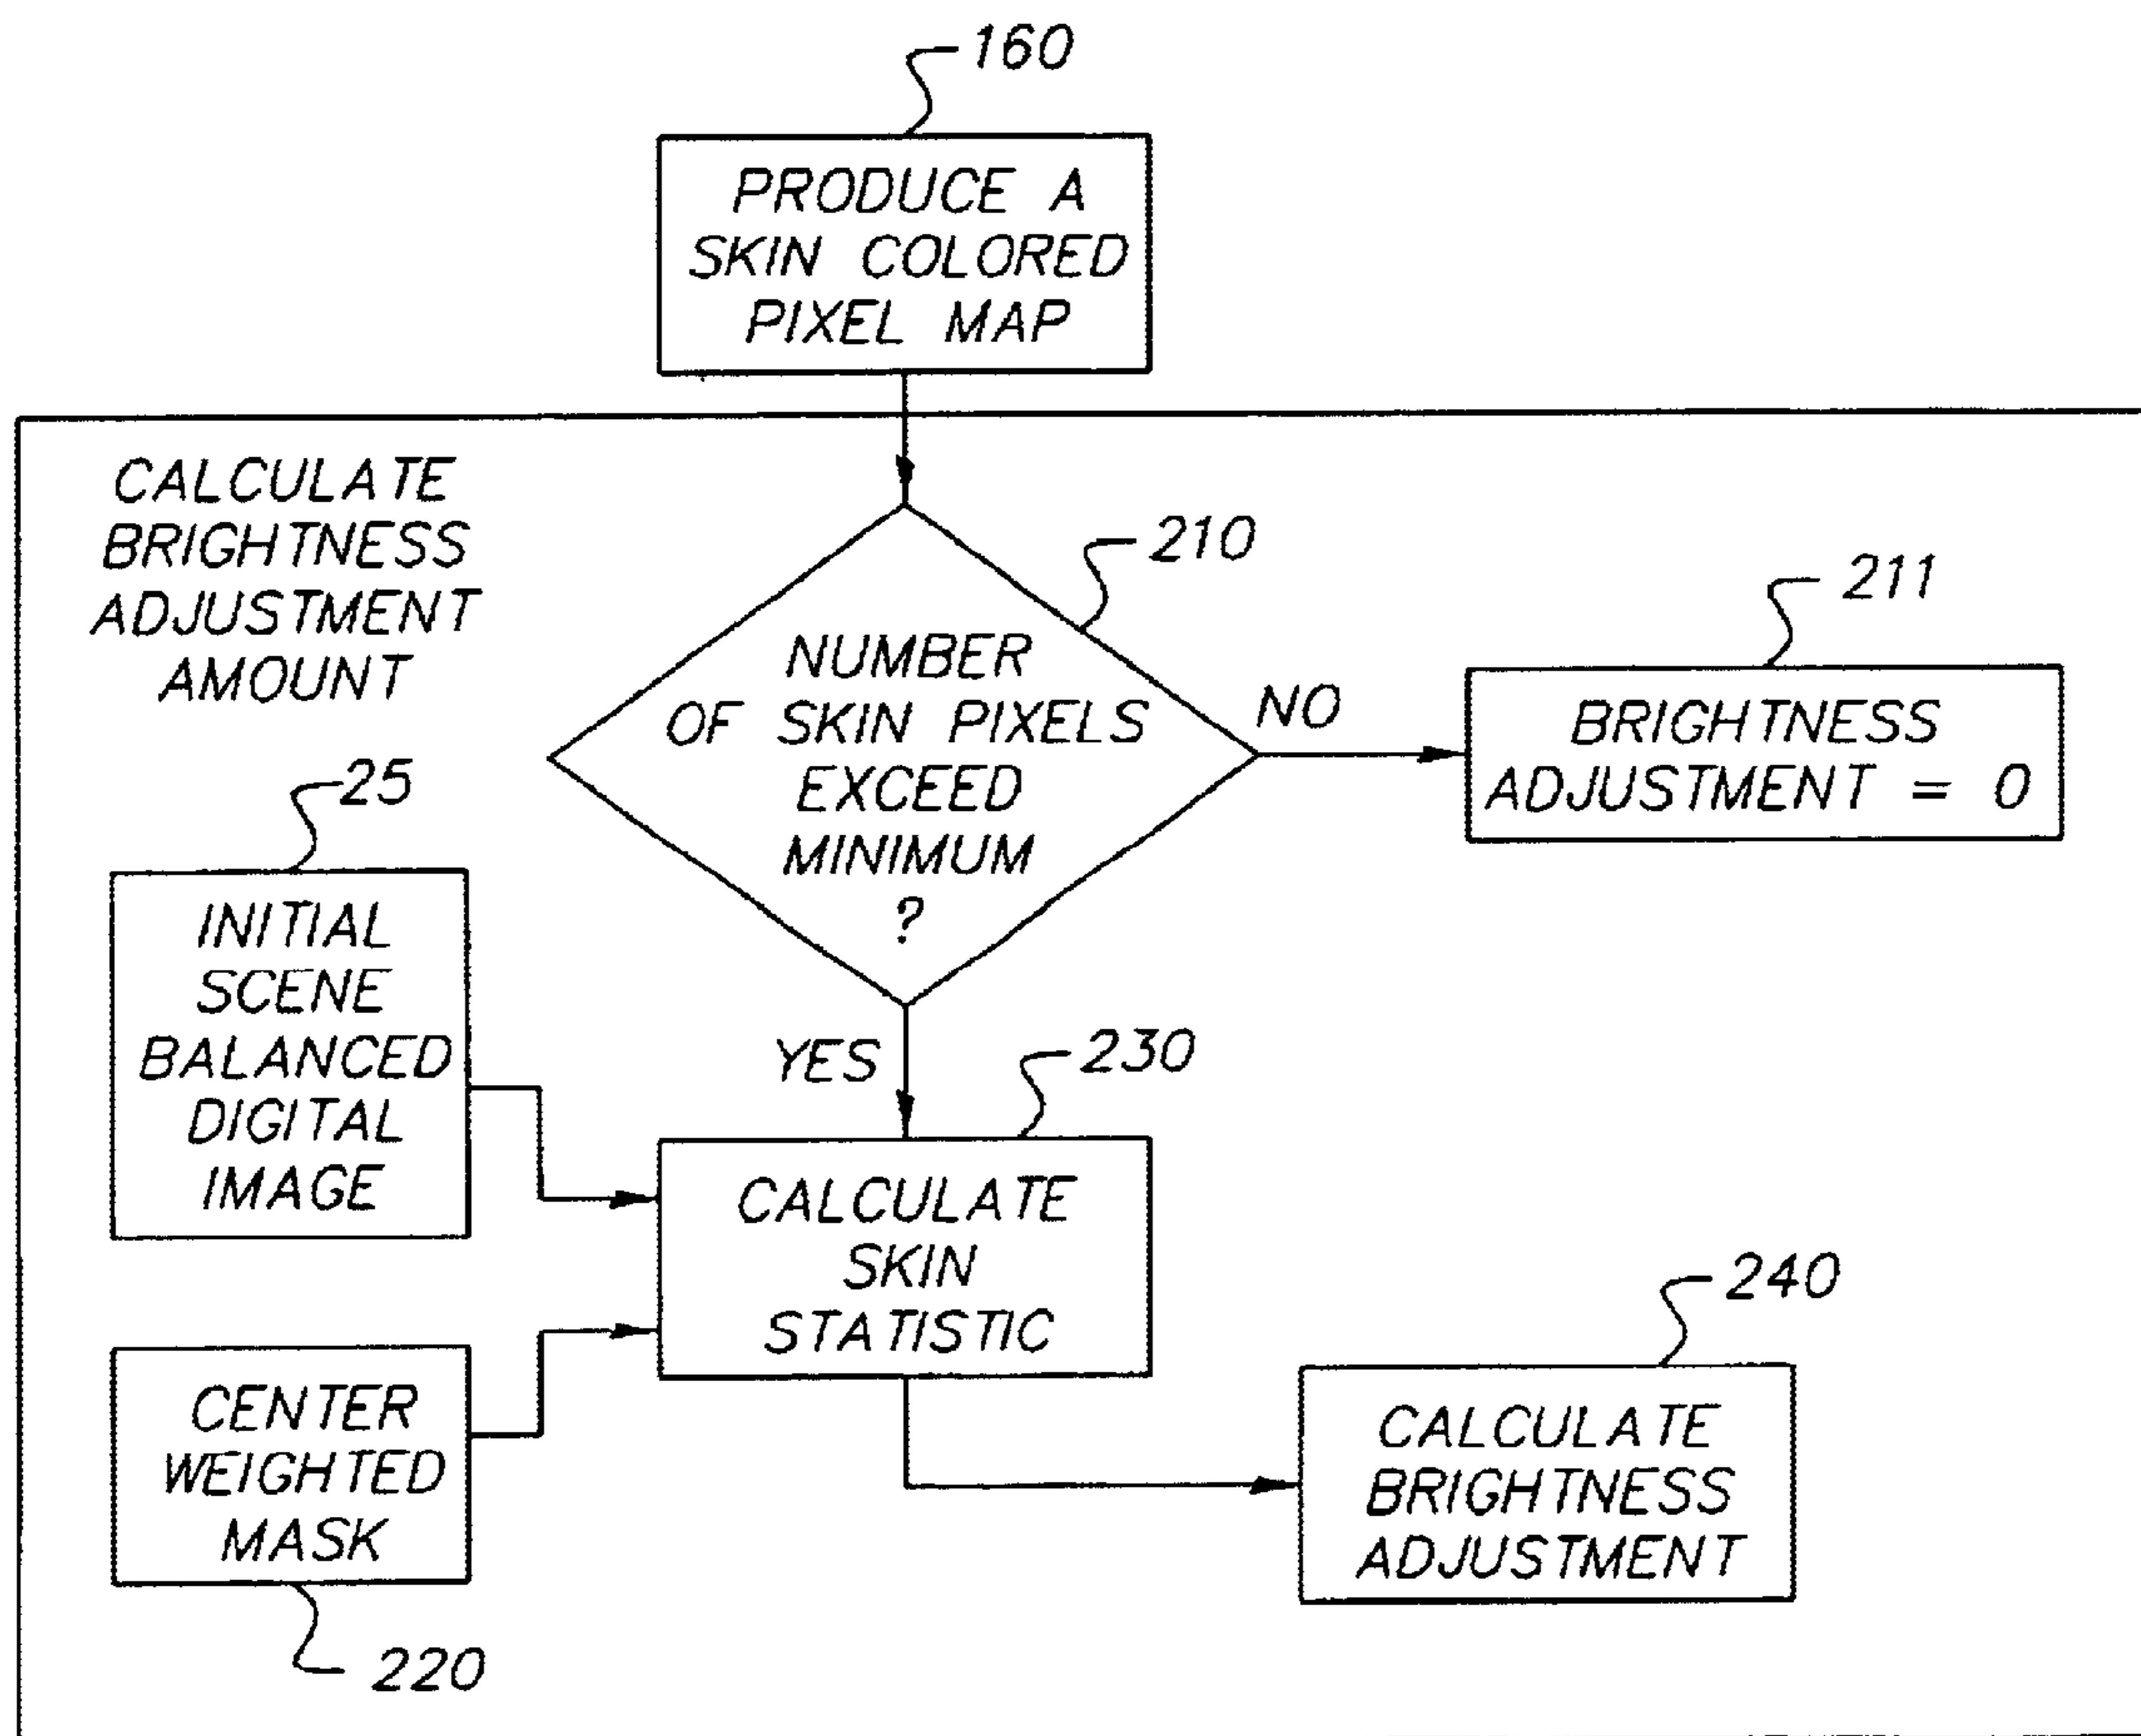 160
PRODUCE A
SKIN COLORED
PIXEL MAP
CALCULATE
BRIGHTNESS
ADJUSTMENT
AMOUNT
210
NUMBER
OF SKIN PIXELS
EXCEED
MINIMUM
?
NO
211
BRIGHTNESS
ADJUSTMENT = 0
25
INITIAL
SCENE
BALANCED
DIGITAL
IMAGE
YES
230
CALCULATE
SKIN
STATISTIC
CENTER
WEIGHTED
MASK
220
240
CALCULATE
BRIGHTNESS
ADJUSTMENT